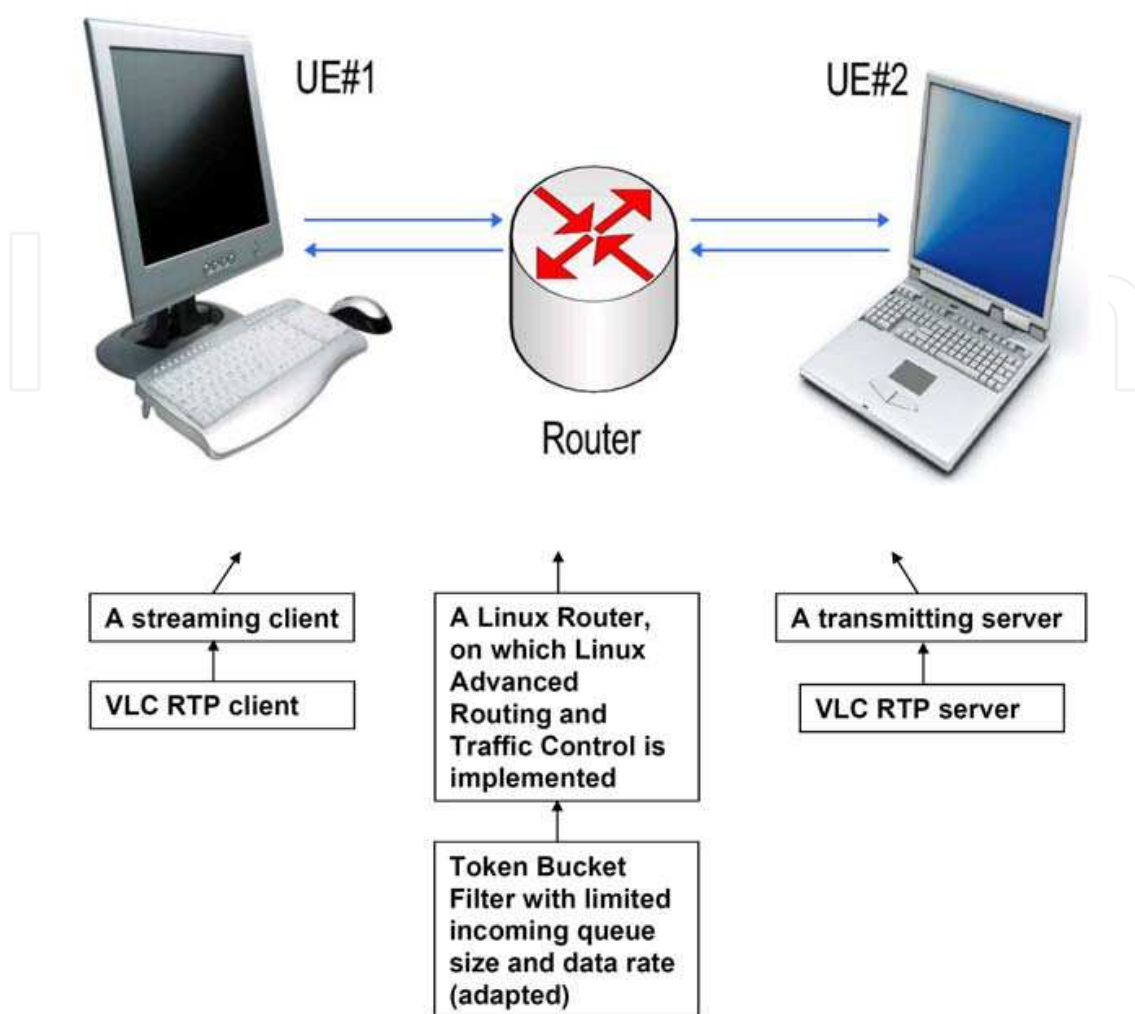 UE#1
UE#2
Router
A streaming client
VLC RTP client
A Linux Router,
on which Linux
Advanced
Routing and
Traffic Control is
implemented
Token Bucket
Filter with limited
incoming queue
size and data rate
(adapted)
A transmitting server
VLC RTP server